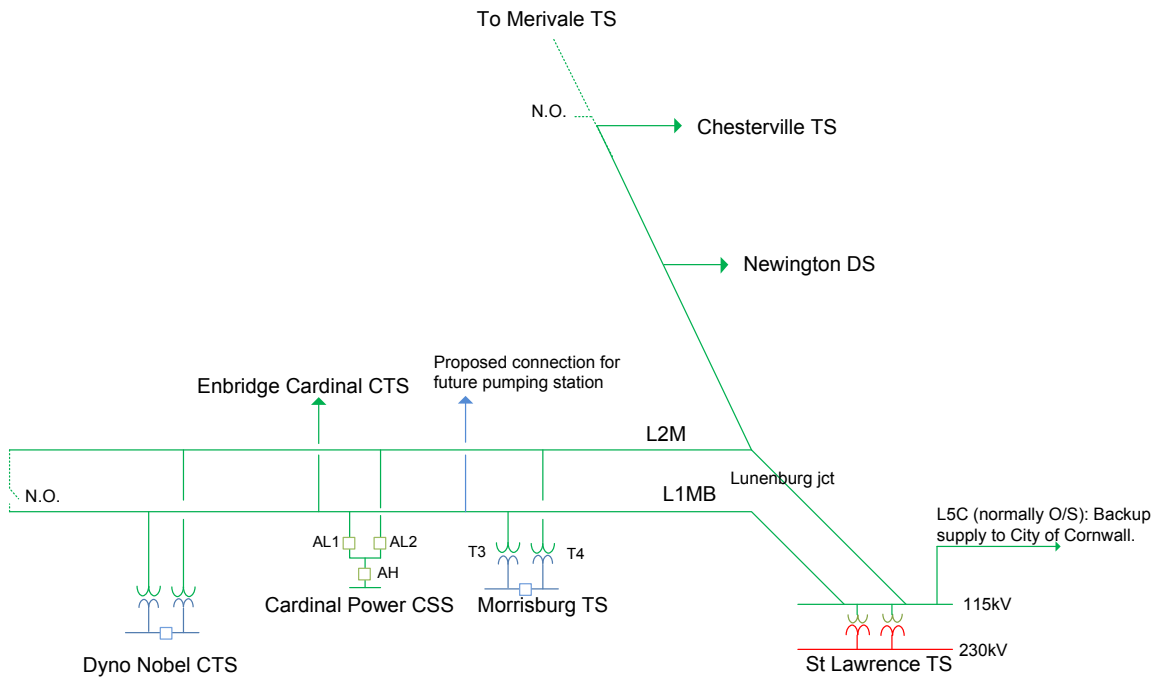 To Merivale TS
N.O.
Chesterville TS
Newington DS
Proposed connection for
future pumping station
Enbridge Cardinal CTS
L2M
Lunenburg jct
N.O.
L1MB
L5C (normally O/S): Backup
supply to City of Cornwall.
AL1
AL2
T3
T4
AH
Cardinal Power CSS
Morrisburg TS
115kV
Dyno Nobel CTS
230kV
St Lawrence TS